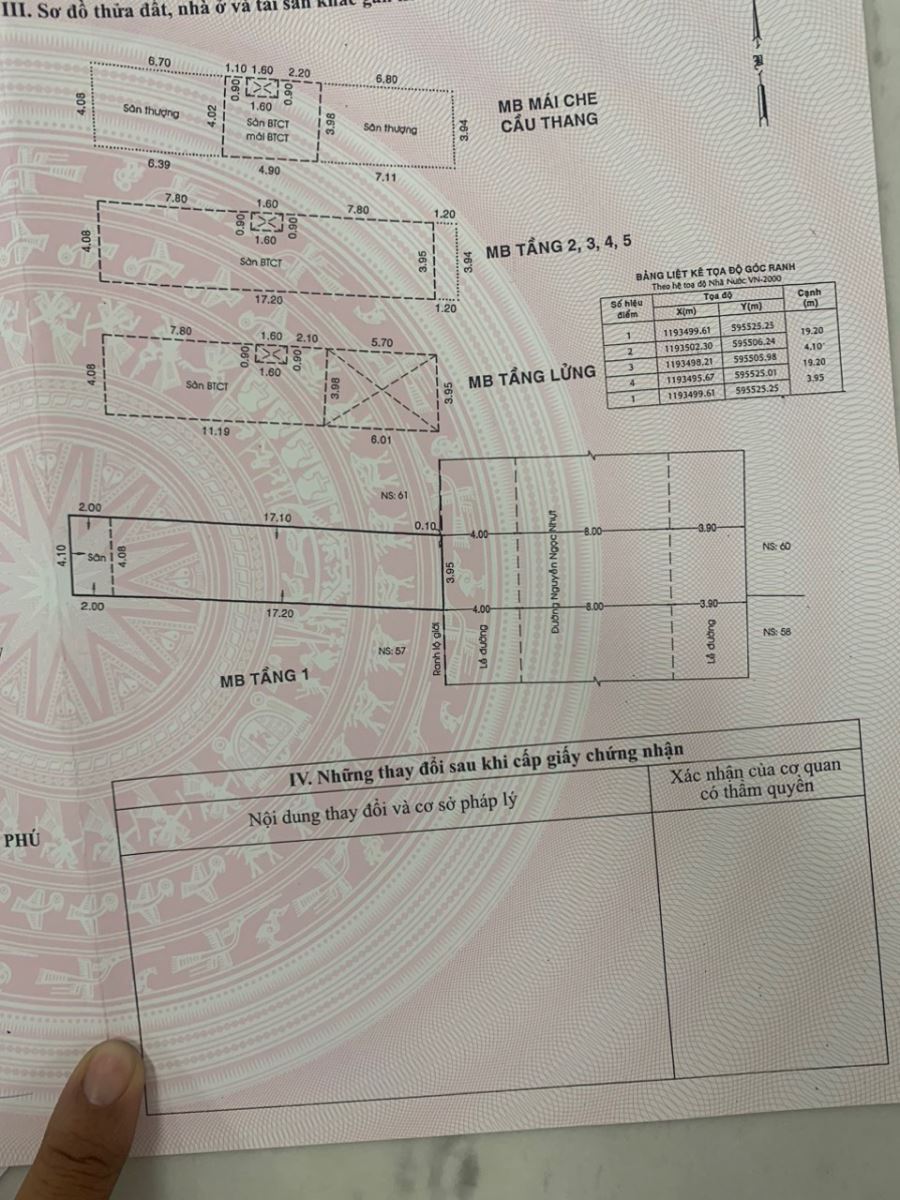 III. Sơ đồ thửa đất, nhà ở và tài sản khác
6.70
1.10 1.60 2.20
6.80
4.08
Sân thượng
4.02
0.90
0.90
1.60
Sàn BTCT
mái BTCT
3.98
Sân thượng
3.94
6.39
4.90
7.11
MB MÁI CHE
CẦU THANG
7.80
1.60
7.80
1.20
4.08
0.90
0.90
1.60
Sàn BTCT
3.95
3.94
17.20
1.20
MB TẦNG 2, 3, 4, 5
BẢNG LIỆT KÊ TỌA ĐỘ GÓC RANH
Theo hệ toạ độ Nhà Nước VN-2000
Số hiệu điểm
Tọa độ
X(m)
Y(m)
Cạnh (m)
1 1193499.61 595525.25
19.20
2 1193502.30 595506.24
4.10
3 1193498.21 595505.98
19.20
4 1193495.67 595525.01
3.95
1 1193499.61 595525.25
7.80
1.60
2.10
5.70
4.08
0.90
0.90
1.60
Sàn BTCT
3.98
3.95
11.19
6.01
MB TẦNG LỬNG
NS: 61
2.00
17.10
0.10
4.00
8.00
3.90
4.10
Sân
4.08
3.95
Đường Nguyễn Ngọc Nhựt
NS: 60
2.00
17.20
4.00
8.00
3.90
NS: 57
Ranh lộ giới
Lề đường
Lề đường
NS: 58
MB TẦNG 1
IV. Những thay đổi sau khi cấp giấy chứng nhận
Nội dung thay đổi và cơ sở pháp lý
Xác nhận của cơ quan
có thẩm quyền
PHÚ